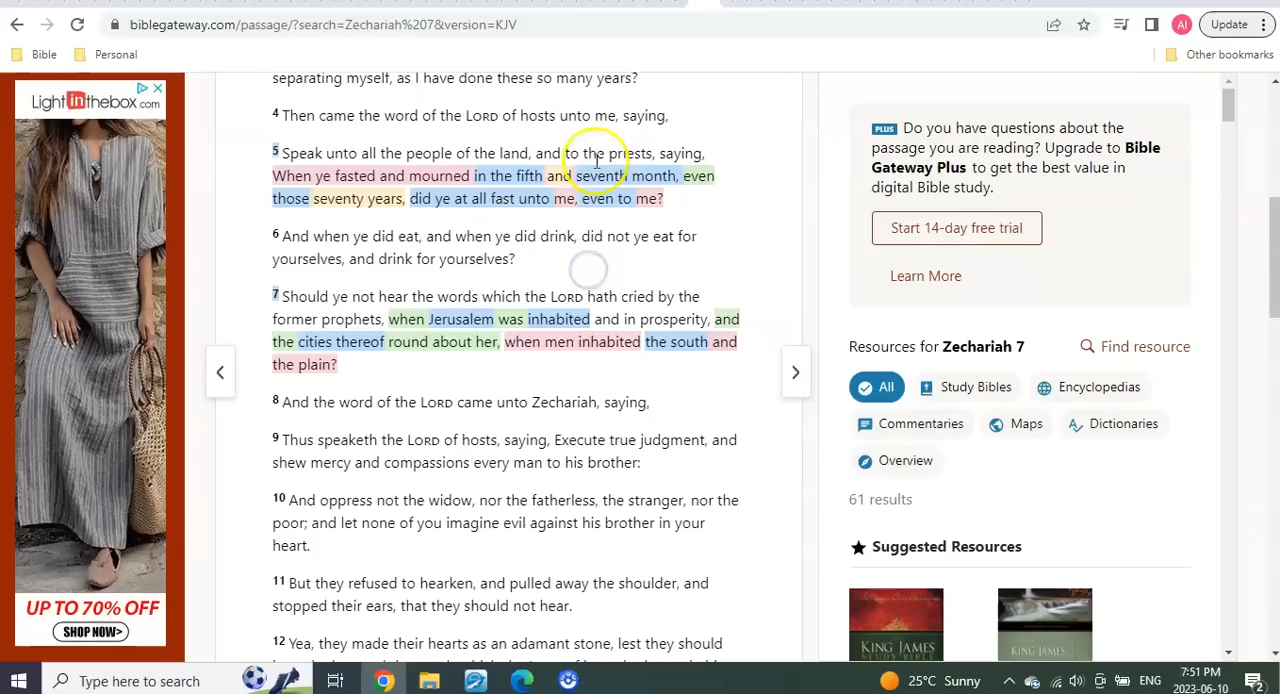 biblegateway.com/passage/?search=Zechariah%207&version=KJV
AI
Update
Bible
Personal
Other bookmarks
Lightinthebox.com
UP TO 70% OFF
SHOP NOW>
separating myself, as I have done these so many years?
4 Then came the word of the LORD of hosts unto me, saying,
5 Speak unto all the people of the land, and to the priests, saying,
When ye fasted and mourned in the fifth and seventh month, even
those seventy years, did ye at all fast unto me, even to me?
6 And when ye did eat, and when ye did drink, did not ye eat for
yourselves, and drink for yourselves?
7 Should ye not hear the words which the LORD hath cried by the
former prophets, when Jerusalem was inhabited and in prosperity, and
the cities thereof round about her, when men inhabited the south and
the plain?
8 And the word of the LORD came unto Zechariah, saying,
9 Thus speaketh the LORD of hosts, saying, Execute true judgment, and
shew mercy and compassions every man to his brother:
10 And oppress not the widow, nor the fatherless, the stranger, nor the
poor; and let none of you imagine evil against his brother in your
heart.
11 But they refused to hearken, and pulled away the shoulder, and
stopped their ears, that they should not hear.
12 Yea, they made their hearts as an adamant stone, lest they should
PLUS Do you have questions about the
passage you are reading? Upgrade to Bible
Gateway Plus to get the best value in
digital Bible study.
Start 14-day free trial
Learn More
Resources for Zechariah 7
Find resource
All
Study Bibles
Encyclopedias
Commentaries
Maps
Dictionaries
Overview
61 results
Suggested Resources
KING JAMES
STUDY BIBLE
KING JAMES
Type here to search
25°C Sunny
ENG
7:51 PM
2023-06-10
2